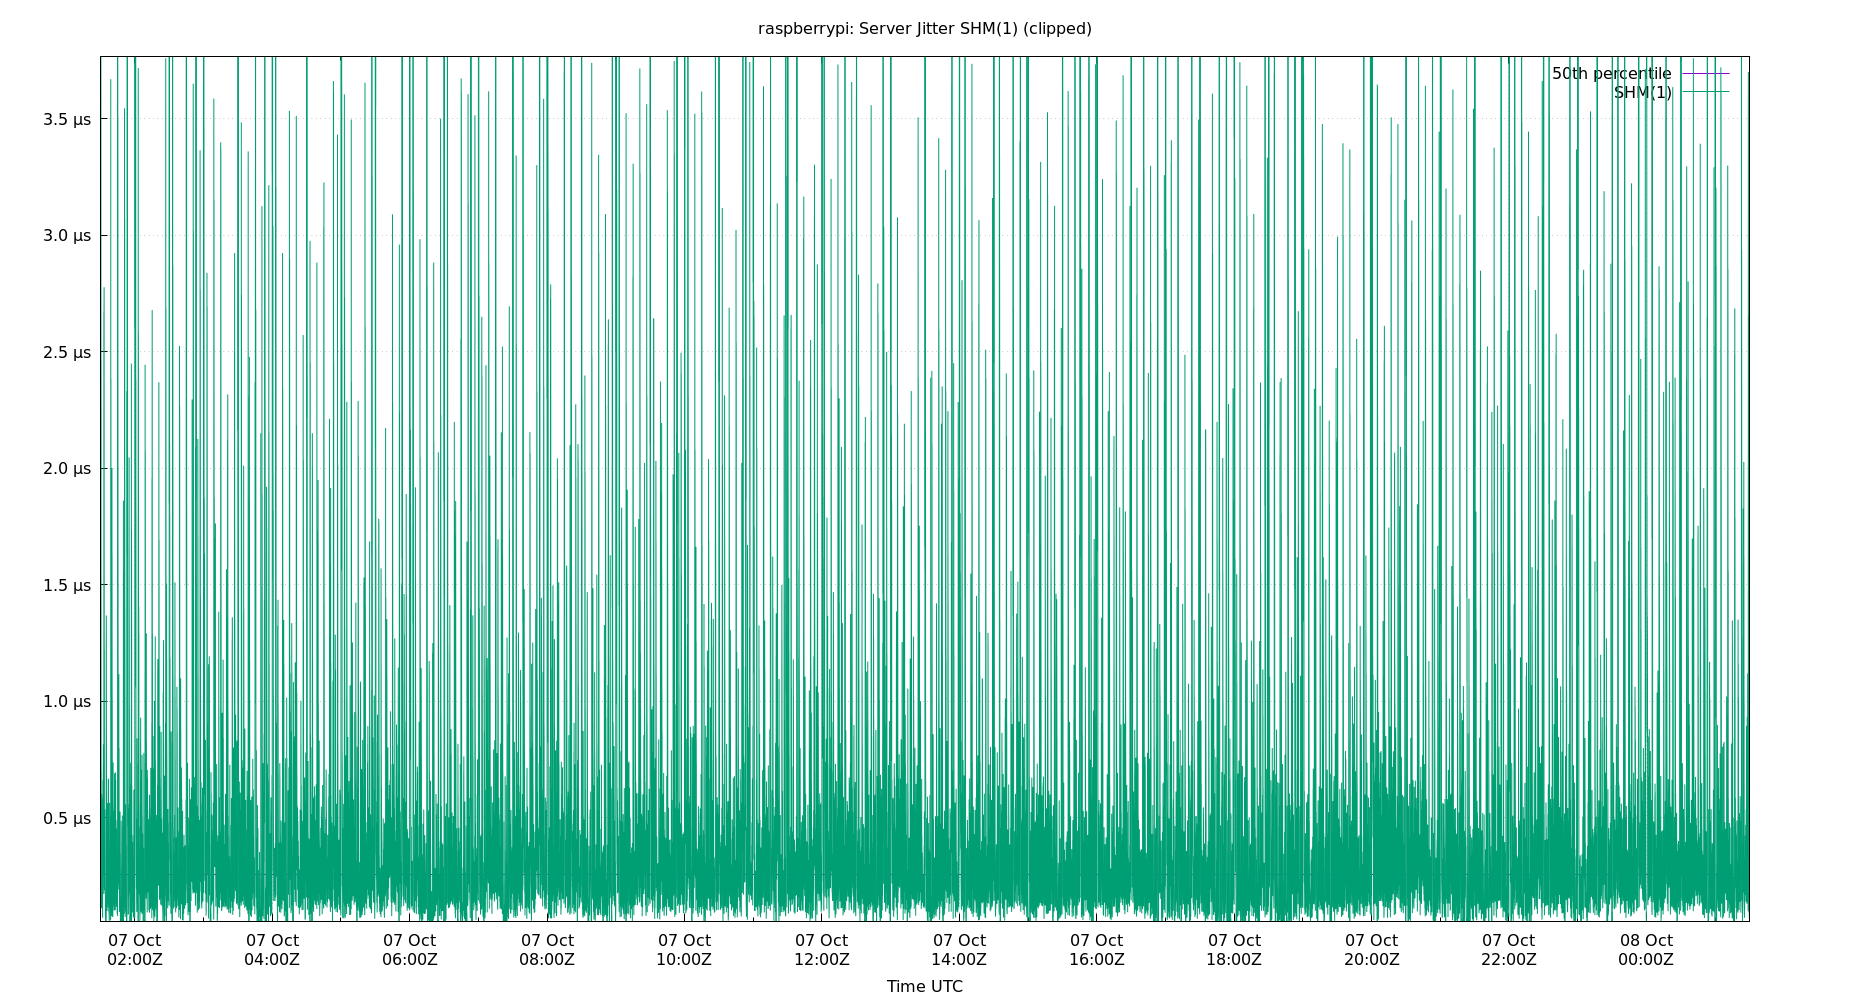 raspberrypi: Server Jitter SHM(1) (clipped)
50th percentile
SHM(1)
3.5 µs
3.0 µs
2.5 µs
2.0 µs
1.5 µs
1.0 µs
0.5 µs
07 Oct 07 Oct 07 Oct 07 Oct 07 Oct 07 Oct 07 Oct 07 Oct 07 Oct 07 Oct 07 Oct 08 Oct
02:00Z 04:00Z 06:00Z 08:00Z 10:00Z 12:00Z 14:00Z 16:00Z 18:00Z 20:00Z 22:00Z 00:00Z
Time UTC